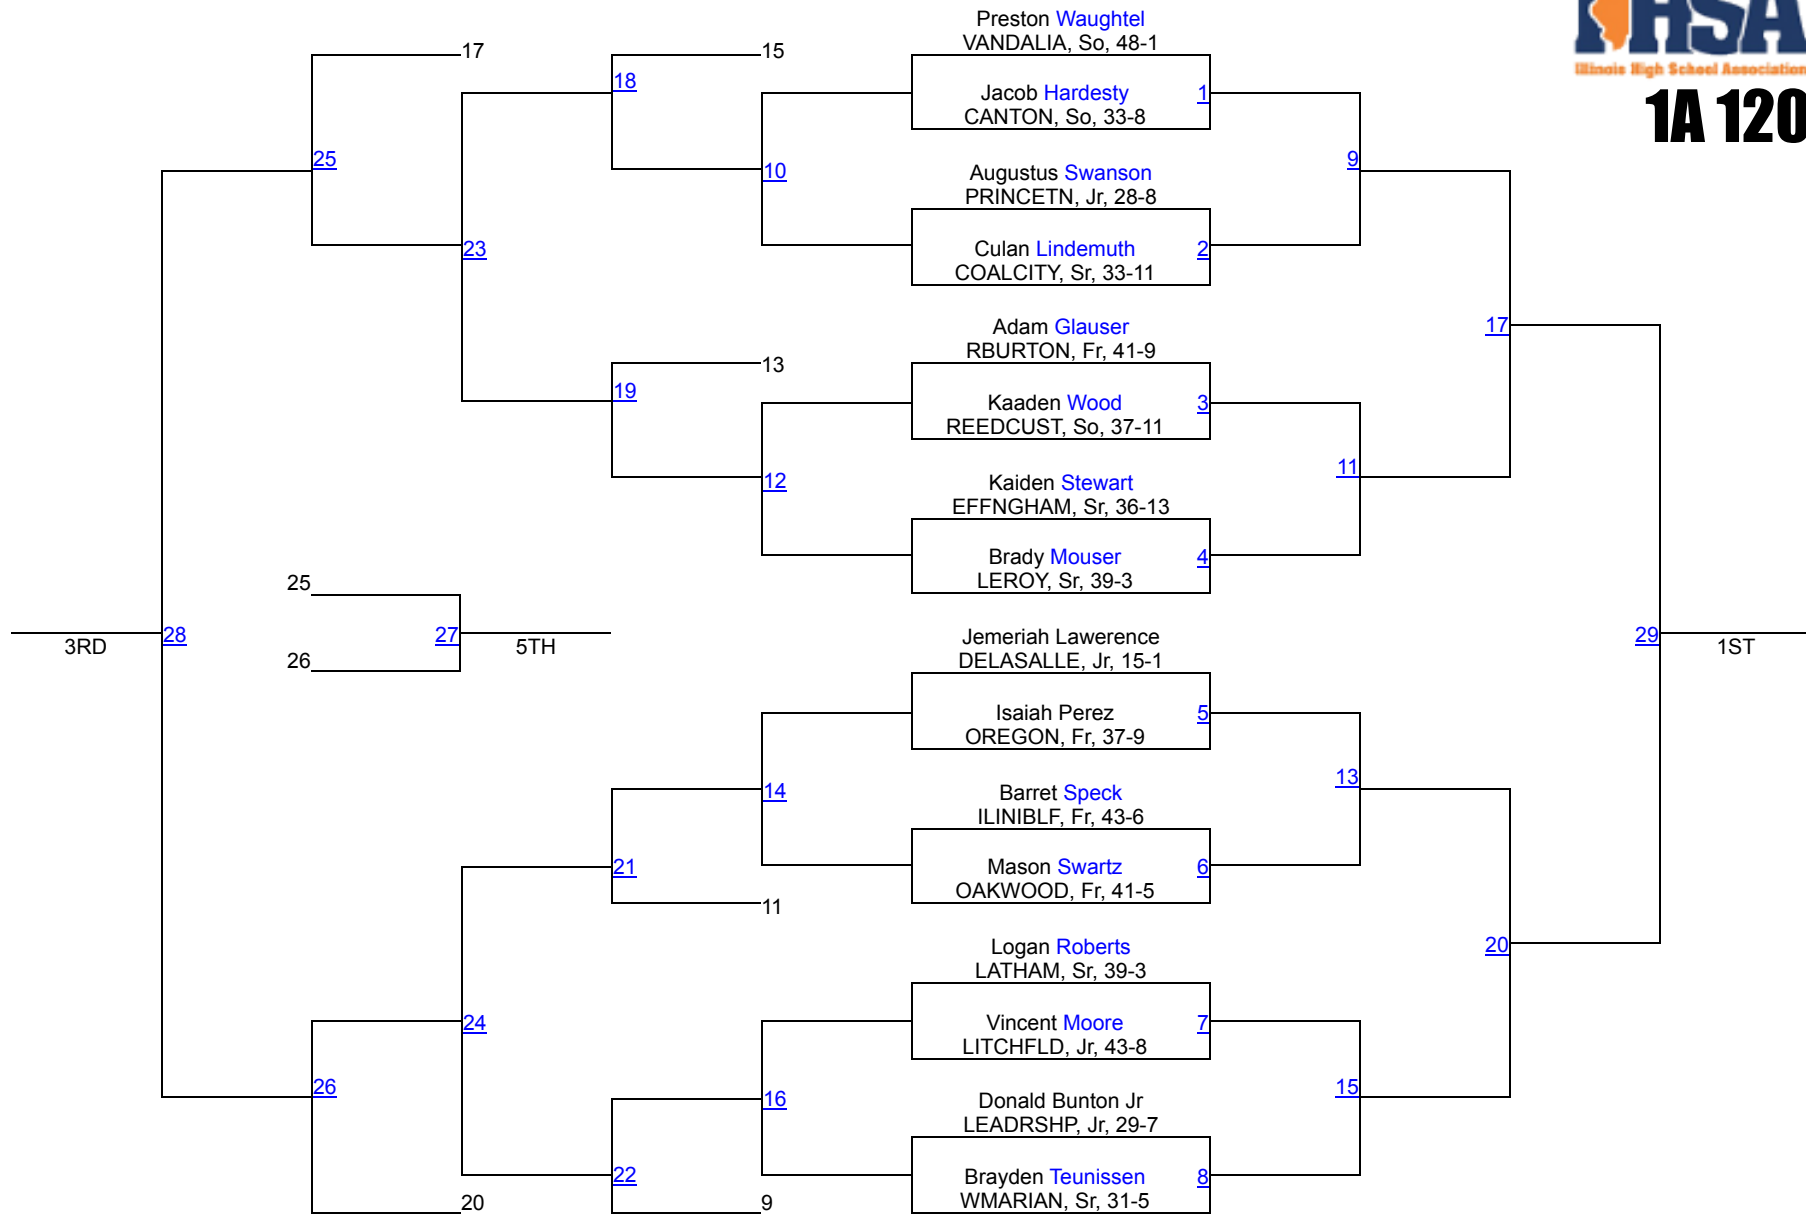 IHSA
Illinois High School Association
1A 120
Preston Waughtel
VANDALIA, So, 48-1
17
15
18
Jacob Hardesty 1
CANTON, So, 33-8
25
10
Augustus Swanson
PRINCETN, Jr, 28-8
9
23
Culan Lindemuth 2
COALCITY, Sr, 33-11
Adam Glauser
RBURTON, Fr, 41-9
17
13
19
Kaaden Wood 3
REEDCUST, So, 37-11
12
Kaiden Stewart
EFFNGHAM, Sr, 36-13
11
Brady Mouser 4
LEROY, Sr, 39-3
25
28
3RD
27
5TH
26
Jemeriah Lawerence
DELASALLE, Jr, 15-1
29
1ST
Isaiah Perez 5
OREGON, Fr, 37-9
14
Barret Speck
ILINIBLF, Fr, 43-6
13
21
Mason Swartz 6
OAKWOOD, Fr, 41-5
11
Logan Roberts
LATHAM, Sr, 39-3
20
24
Vincent Moore 7
LITCHFLD, Jr, 43-8
26
16
Donald Bunton Jr
LEADRSHP, Jr, 29-7
15
22
Brayden Teunissen 8
WMARIAN, Sr, 31-5
20
9